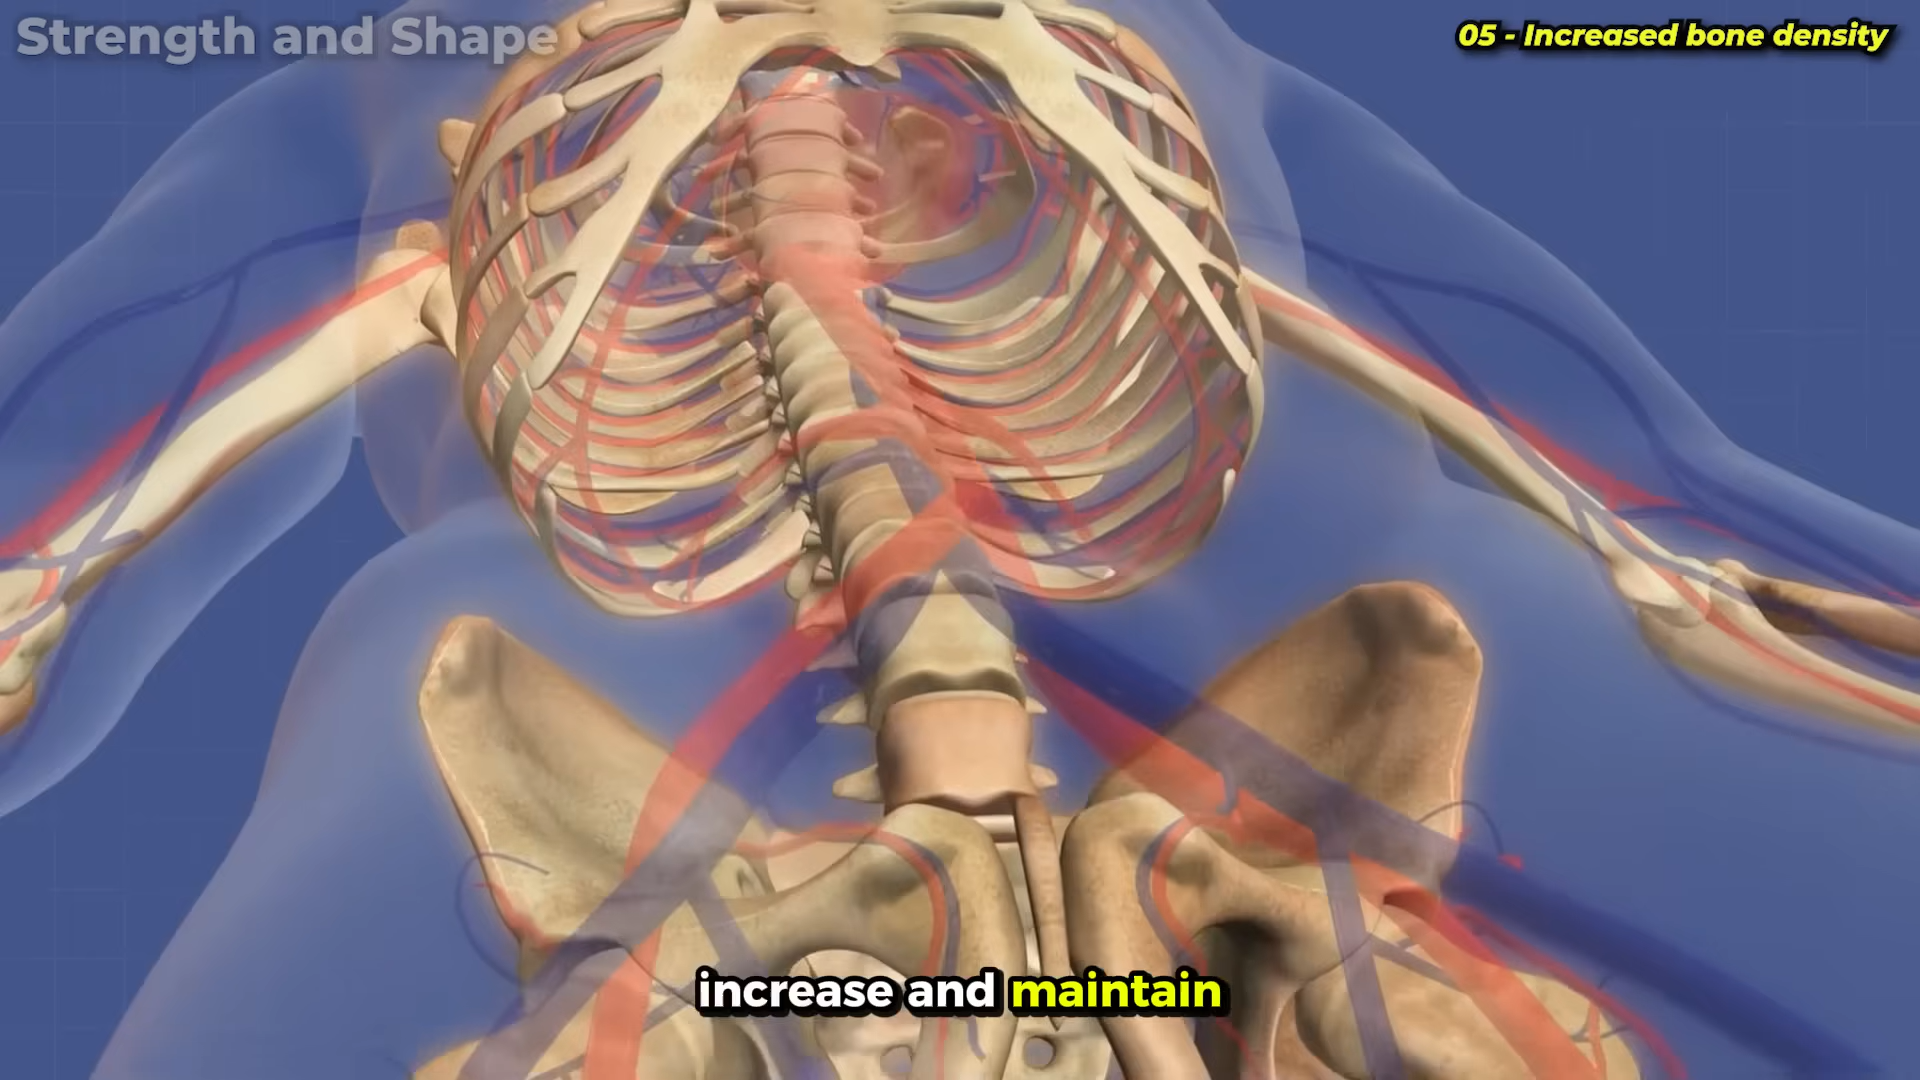 Strength and Shape
05 - Increased bone density
increase and maintain